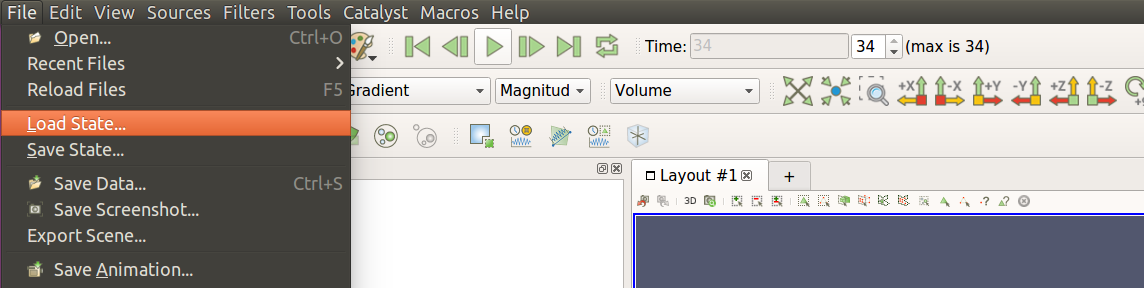 File Edit View Sources Filters Tools Catalyst Macros Help
Open... Ctrl+O
Recent Files
Reload Files F5
Load State...
Save State...
Save Data... Ctrl+S
Save Screenshot...
Export Scene...
Save Animation...
Time: 34 34 (max is 34)
Gradient Magnitud Volume
+X -X +Y -Y +Z -Z
Layout #1 +
3D